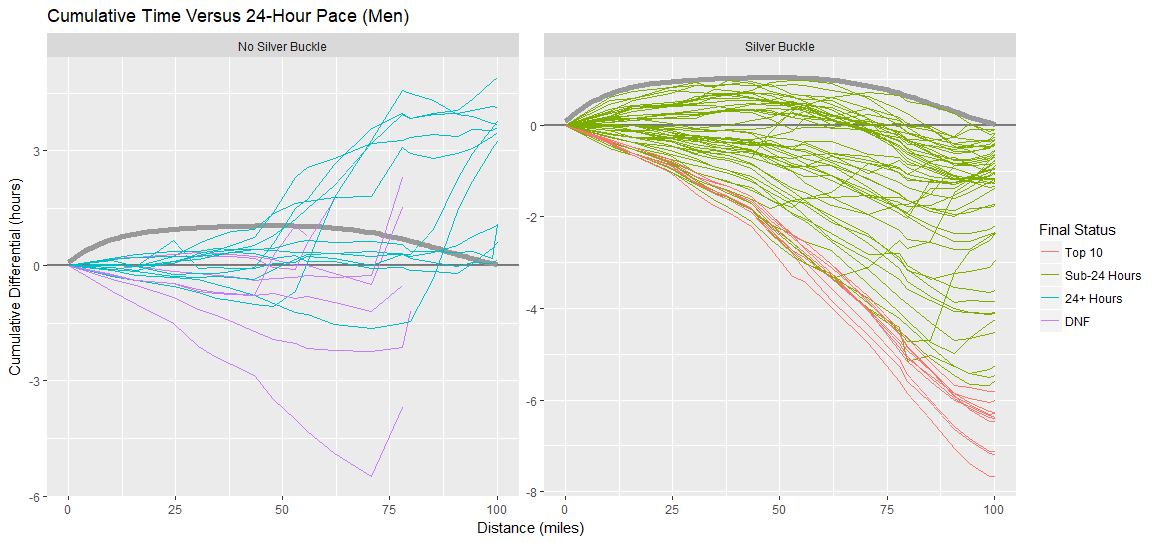 Cumulative Time Versus 24-Hour Pace (Men)
No Silver Buckle
Silver Buckle
Cumulative Differential (hours)
3
0
-3
-6
0
-2
-4
-6
-8
0 25 50 75 100
0 25 50 75 100
Distance (miles)
Final Status
Top 10
Sub-24 Hours
24+ Hours
DNF